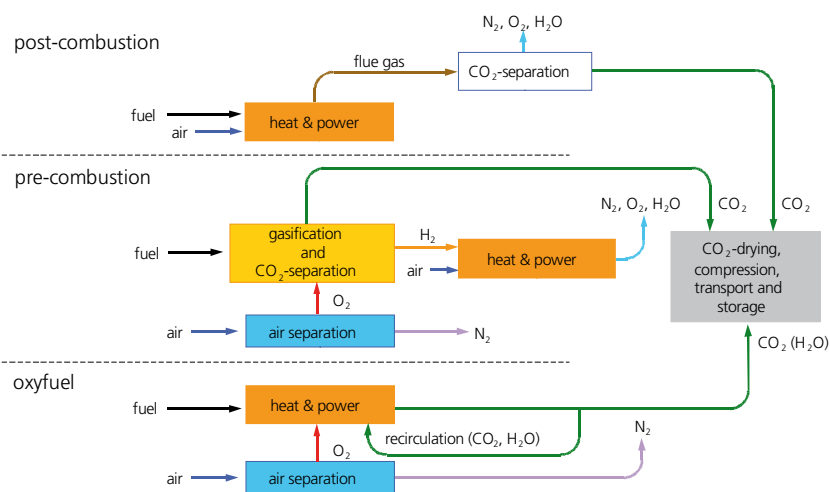 post-combustion
N₂, O₂, H₂O
flue gas
CO₂-separation
fuel
air
heat & power
pre-combustion
CO₂
CO₂
N₂, O₂, H₂O
gasification
and
CO₂-separation
H₂
fuel
air
heat & power
CO₂-drying,
compression,
transport and
storage
O₂
air
air separation
N₂
CO₂ (H₂O)
oxyfuel
fuel
heat & power
recirculation (CO₂, H₂O)
N₂
O₂
air
air separation